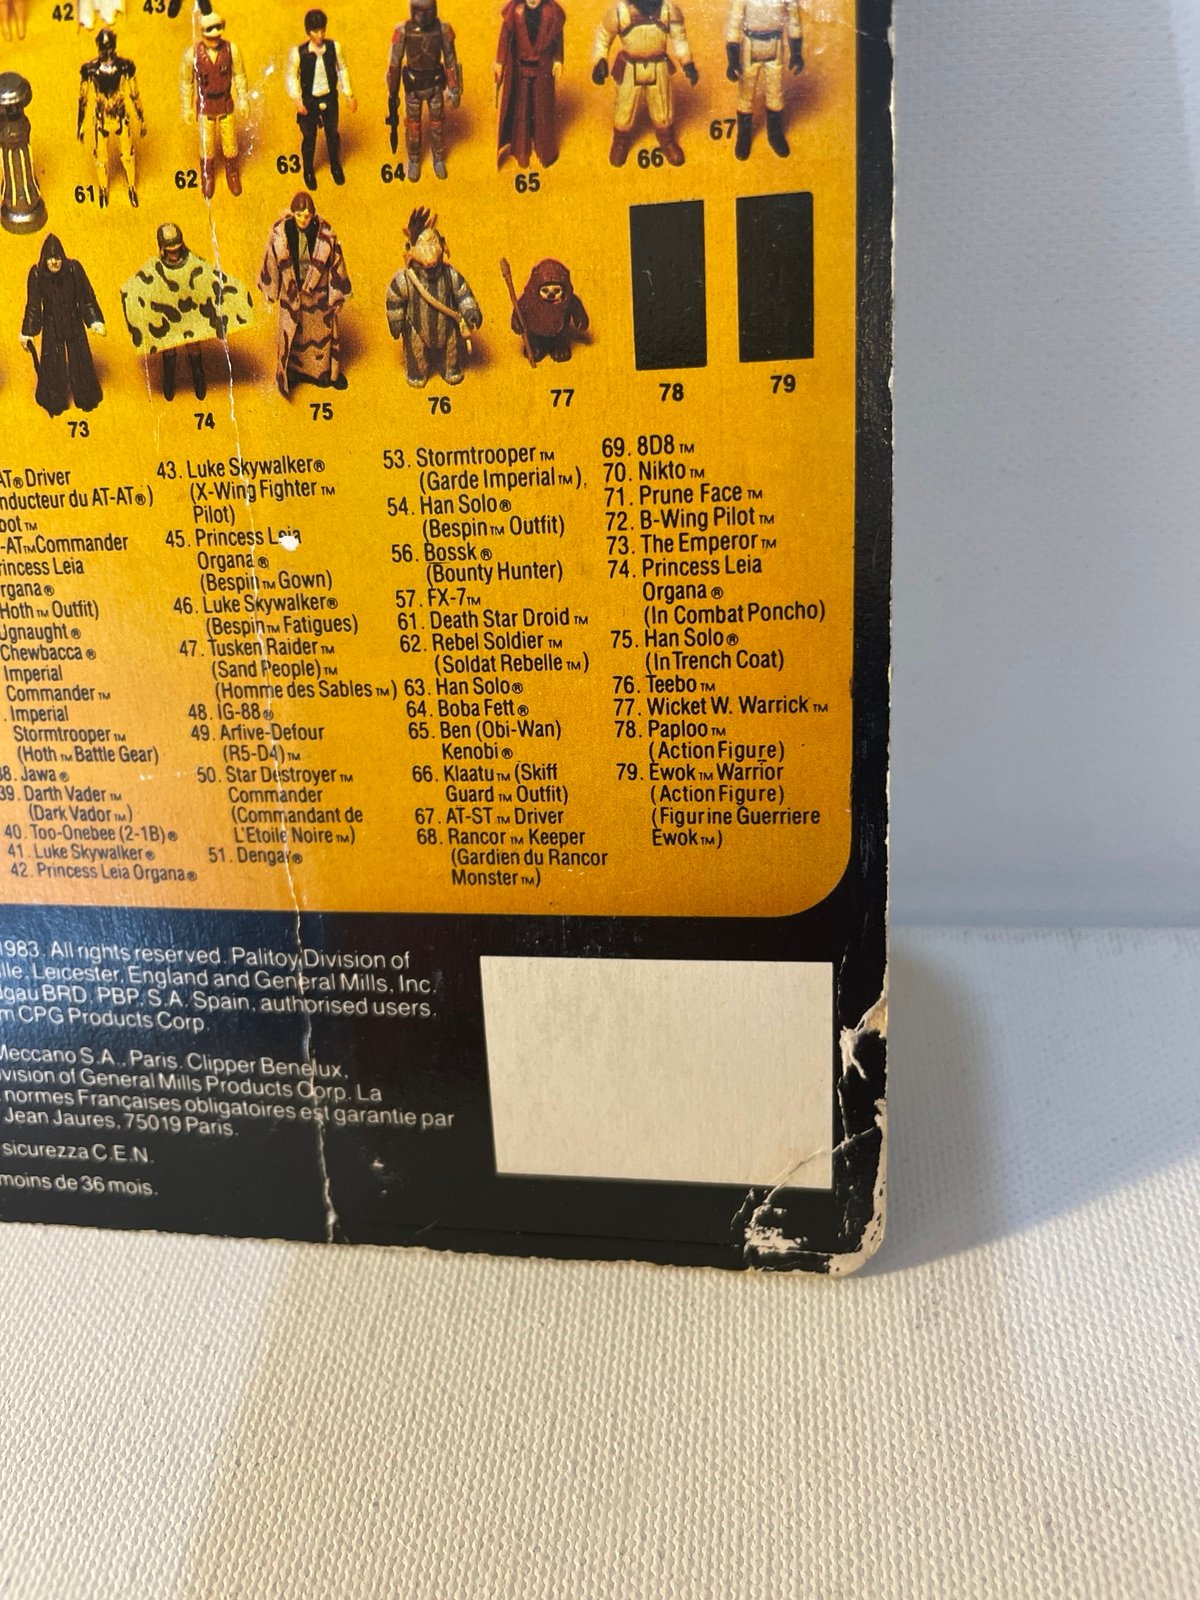 42
43
61
62
63
64
65
66
67
73
74
75
76
77
78
79
AT® Driver
nducteur du AT-AT®)
oot™
-AT™Commander
rincess Leia
rgana®
Hoth™ Outfit)
Ugnaught®
Chewbacca®
Imperial
Commander™
. Imperial
Stormtrooper™
(Hoth™ Battle Gear)
38. Jawa®
39. Darth Vader™
(Dark Vador™)
40. Too-Onebee (2-1B)®
41. Luke Skywalker®
42. Princess Leia Organa®
43. Luke Skywalker®
(X-Wing Fighter™
Pilot)
45. Princess Leia
Organa®
(Bespin™ Gown)
46. Luke Skywalker®
(Bespin™ Fatigues)
47. Tusken Raider™
(Sand People)™
(Homme des Sables™)
48. IG-88®
49. Arfive-Defour
(R5-D4)™
50. Star Destroyer™
Commander
(Commandant de
L'Etoile Noire™)
51. Dengar®
53. Stormtrooper™
(Garde Imperial™),
54. Han Solo®
(Bespin™ Outfit)
56. Bossk®
(Bounty Hunter)
57. FX-7™
61. Death Star Droid™
62. Rebel Soldier™
(Soldat Rebelle™)
63. Han Solo®
64. Boba Fett®
65. Ben (Obi-Wan)
Kenobi®
66. Klaatu™ (Skiff
Guard™ Outfit)
67. AT-ST™ Driver
68. Rancor™ Keeper
(Gardien du Rancor
Monster™)
69. 8D8™
70. Nikto™
71. Prune Face™
72. B-Wing Pilot™
73. The Emperor™
74. Princess Leia
Organa®
(In Combat Poncho)
75. Han Solo®
(In Trench Coat)
76. Teebo™
77. Wicket W. Warrick™
78. Paploo™
(Action Figure)
79. Ewok™ Warrior
(Action Figure)
(Figurine Guerriere
Ewok™)
1983. All rights reserved. Palitoy Division of
lle, Leicester, England and General Mills, Inc.
dgau BRD. PBP. S.A. Spain, authorised users.
m CPG Products Corp.
Meccano S.A., Paris. Clipper Benelux,
ivision of General Mills Products Corp. La
normes Françaises obligatoires est garantie par
Jean Jaures, 75019 Paris.
sicurezza C.E.N.
moins de 36 mois.